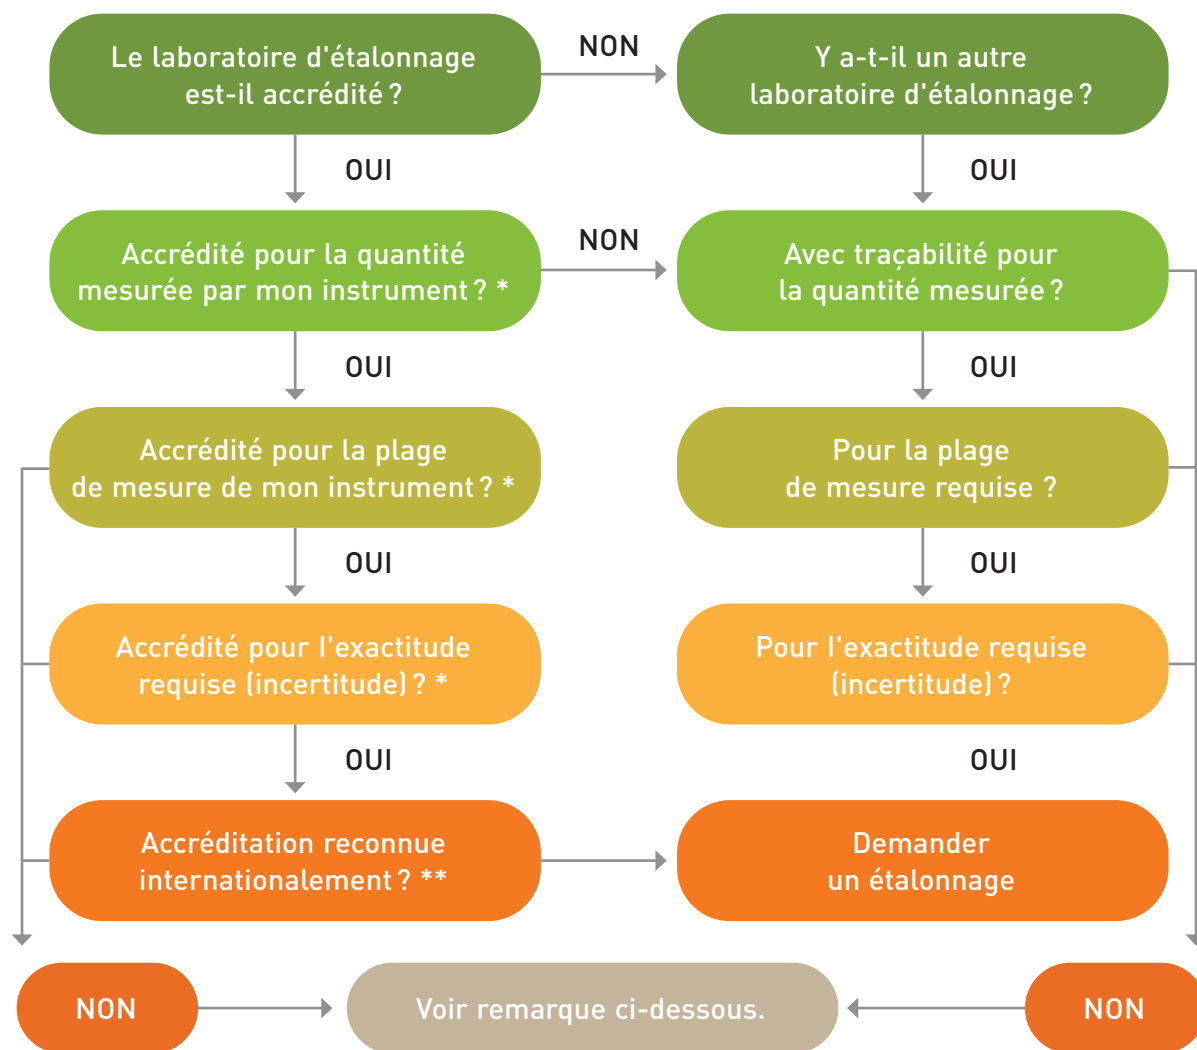 Le laboratoire d'étalonnage
est-il accrédité ?
NON
Y a-t-il un autre
laboratoire d'étalonnage ?
OUI
OUI
Accrédité pour la quantité
mesurée par mon instrument ? *
NON
Avec traçabilité pour
la quantité mesurée ?
OUI
OUI
Accrédité pour la plage
de mesure de mon instrument ? *
Pour la plage
de mesure requise ?
OUI
OUI
Accrédité pour l'exactitude
requise (incertitude) ? *
Pour l'exactitude requise
(incertitude) ?
OUI
OUI
Accréditation reconnue
internationalement ? **
Demander
un étalonnage
NON
Voir remarque ci-dessous.
NON